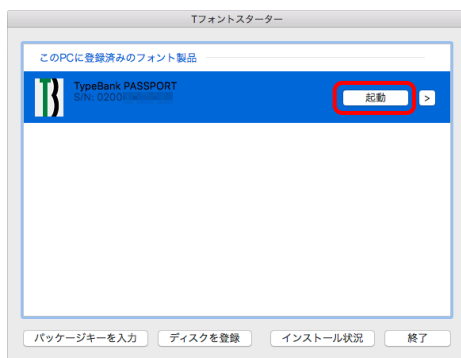 Tフォントスターター
このPCに登録済みのフォント製品
TypeBank PASSPORT
S/N: 0200
起動
>
パッケージキーを入力
ディスクを登録
インストール状況
終了